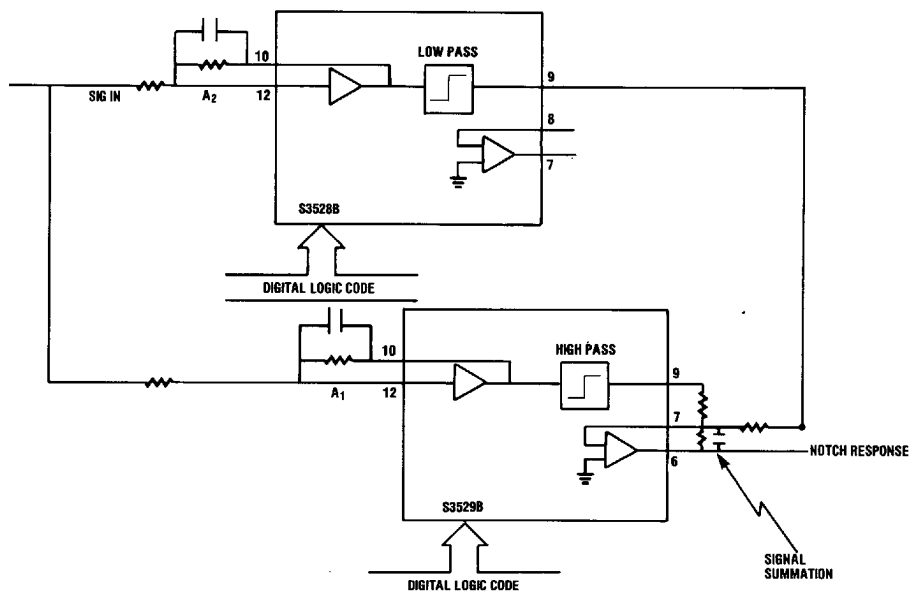 LOW PASS
10
9
SIG IN
A2
12
8
7
S3528B
DIGITAL LOGIC CODE
HIGH PASS
10
9
A1
12
7
6
NOTCH RESPONSE
S3529B
SIGNAL
SUMMATION
DIGITAL LOGIC CODE